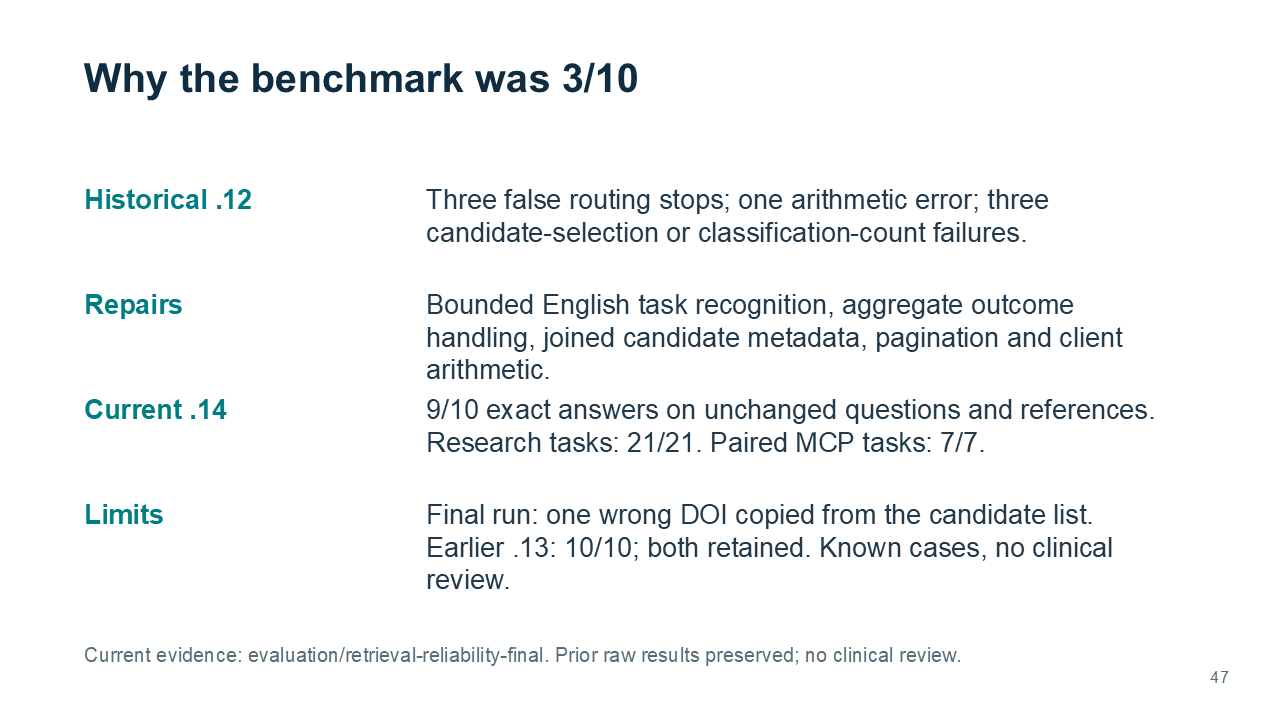 Why the benchmark was 3/10
Historical .12
Three false routing stops; one arithmetic error; three
candidate-selection or classification-count failures.
Repairs
Bounded English task recognition, aggregate outcome
handling, joined candidate metadata, pagination and client
arithmetic.
Current .14
9/10 exact answers on unchanged questions and references.
Research tasks: 21/21. Paired MCP tasks: 7/7.
Limits
Final run: one wrong DOI copied from the candidate list.
Earlier .13: 10/10; both retained. Known cases, no clinical
review.
Current evidence: evaluation/retrieval-reliability-final. Prior raw results preserved; no clinical review.
47